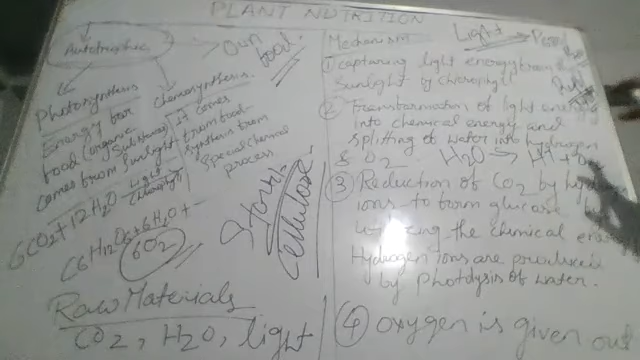 PLANT NUTRITION
Autotrophic
Own
food.
Photosynthesis
Energy for
food (organic
Substance)
comes from Sunlight
Chemosynthesis.
It comes
from food
synthesis from
Special chemical
process
6CO2 + 12H2O Light
Chlorophyll
C6H12O6 + 6H2O +
6O2
Starch
Cellulose.
Raw Materials
CO2, H2O, light
Mechanism
Light
① capturing light energy from
Sunlight by chlorophyll
② Transformation of light energy
into chemical energy and
splitting of water into hydrogen
& O2 H2O → H+ +
③ Reduction of CO2 by
ions to form glucose
utilizing the chemical
Hydrogen ions are produced
by photolysis of water.
④ oxygen is given out